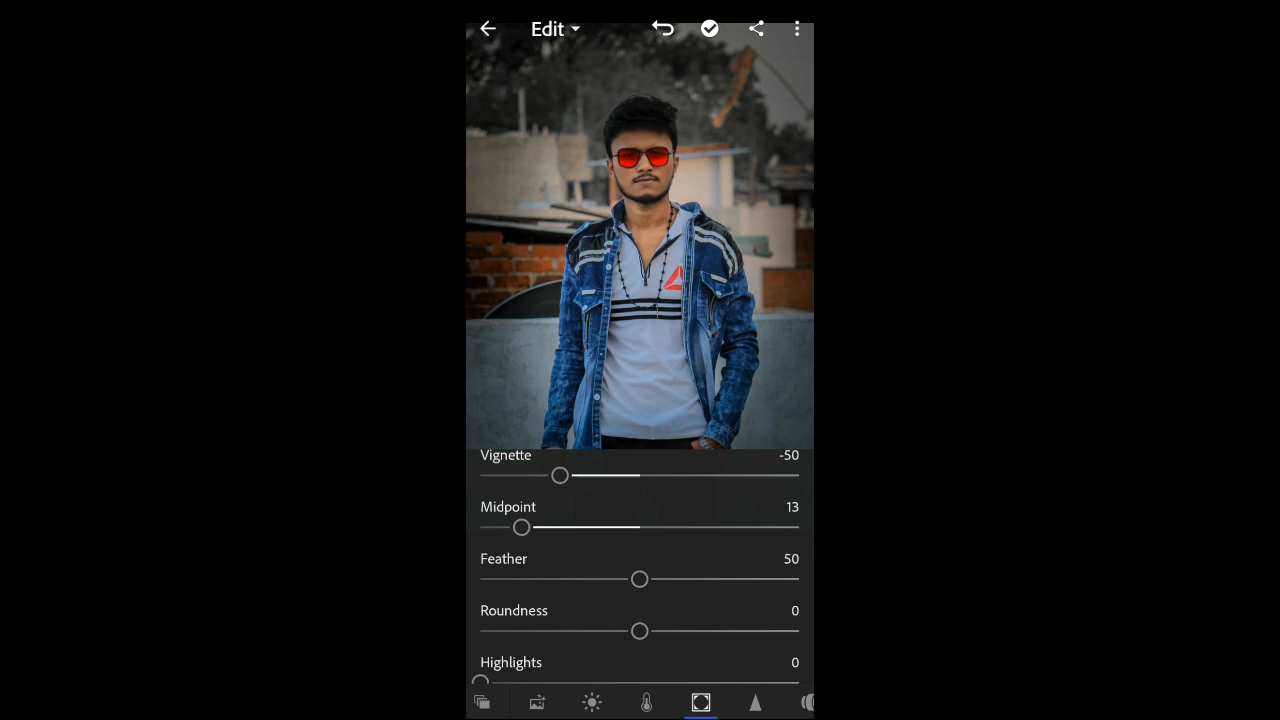 Edit
Vignette -50
Midpoint 13
Feather 50
Roundness 0
Highlights 0